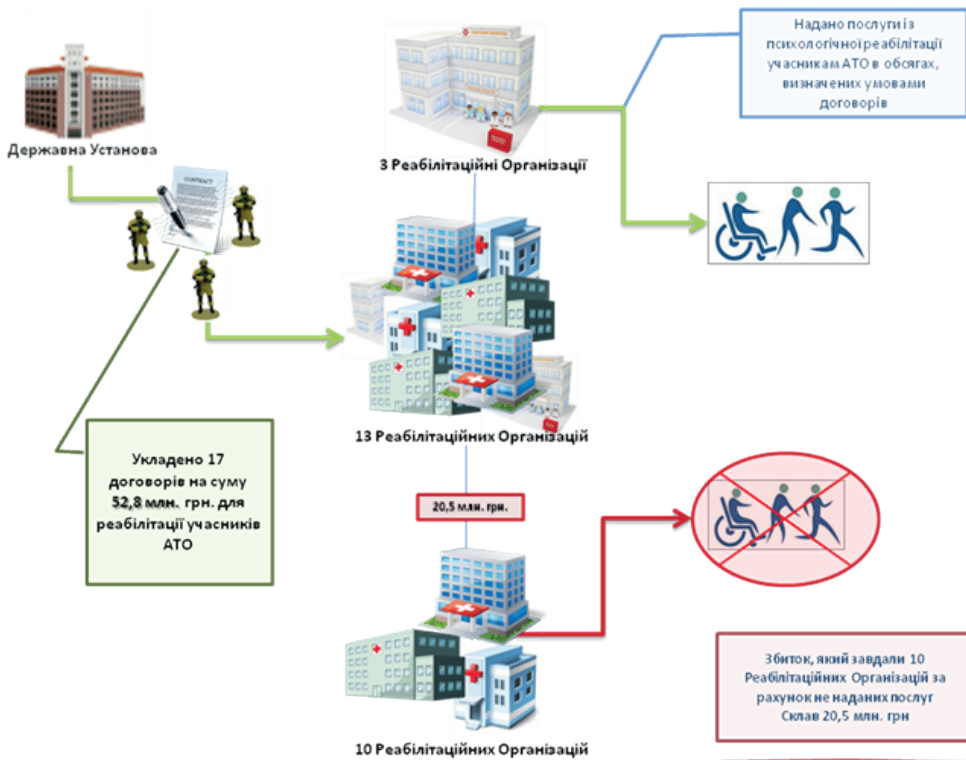 Державна Установа
CONTRACT
3 Реабілітаційні Організації
Надано послуги із
психологічної реабілітації
учасникам АТО в обсягах,
визначених умовами
договорів
13 Реабілітаційних Організацій
Укладено 17
договорів на суму
52,8 млн. грн. для
реабілітації учасників
АТО
20,5 млн. грн.
10 Реабілітаційних Організацій
Збиток, який завдали 10
Реабілітаційних Організацій за
рахунок не наданих послуг
Склав 20,5 млн. грн